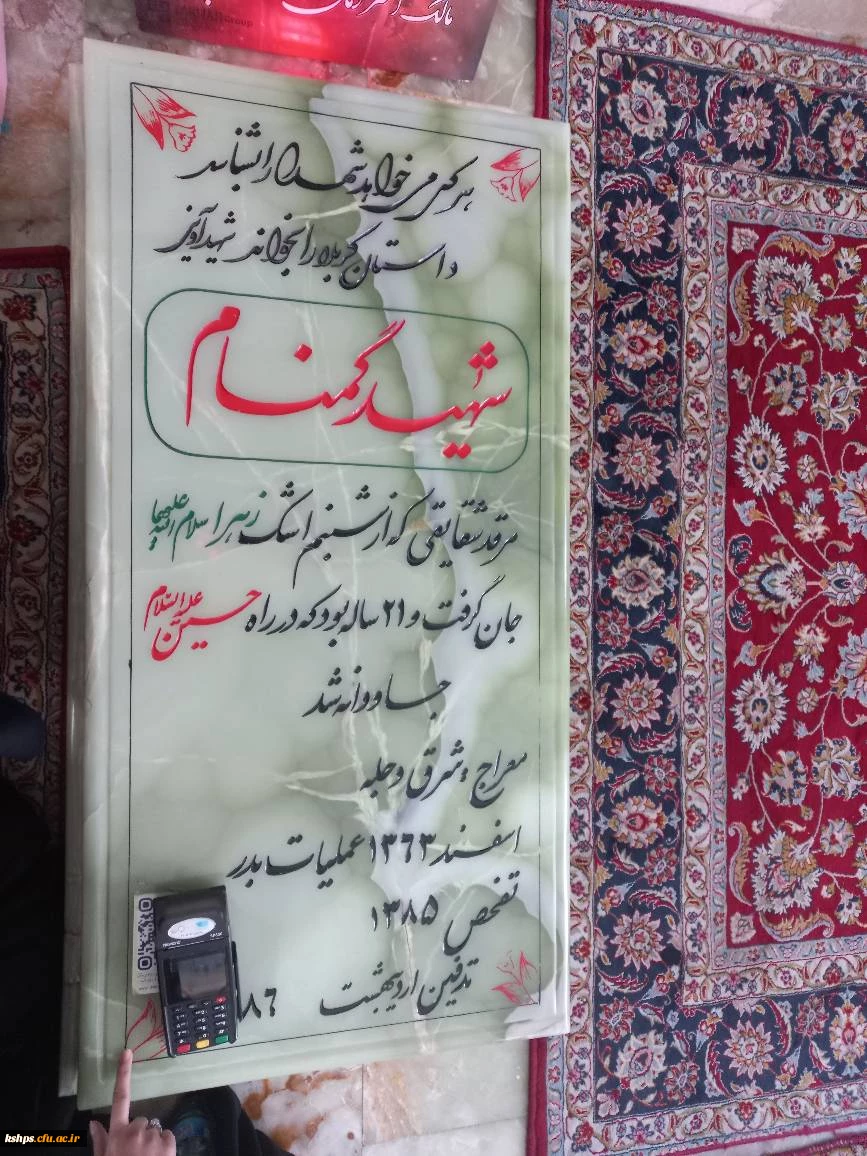 هر کس می خواهد شهدا را بشناسد
داستان کربلا را بخواند شهید آوینی
شهید گمنام
مرقد شقایقی که از شبنم اشک زهرا سلام الله علیها
جان گرفت و ۲۱ ساله بود که در راه حسین علیه السلام
جاودانه شد
معراج : شرق دجله
اسفند ۱۳۶۳ عملیات بدر
تفحص ۱۳۸۵
تدفین اردیبهشت ۸۶
kshps.cfu.ac.ir